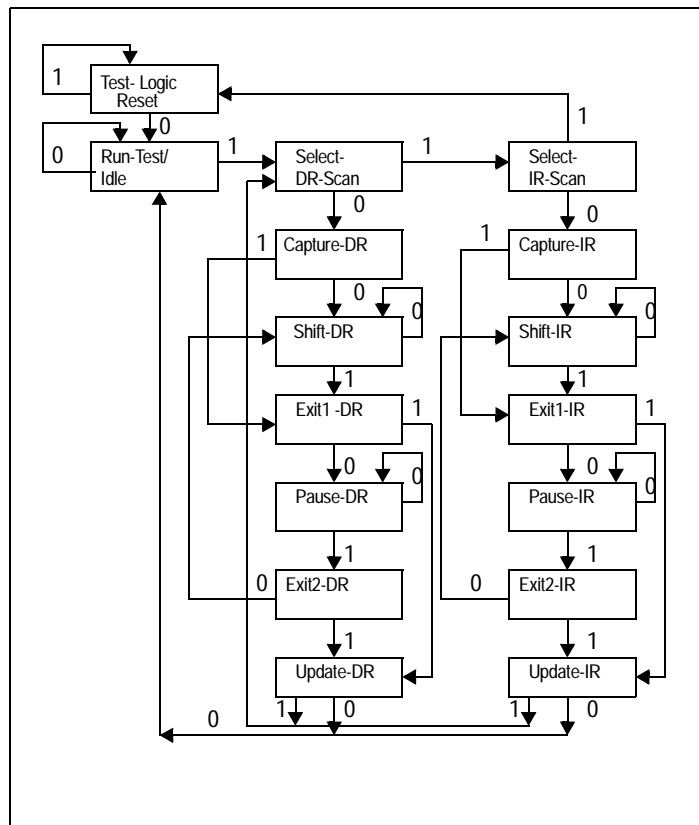 1
Test- Logic
Reset
1
0
0
Run-Test/
Idle
1
Select-
DR-Scan
1
Select-
IR-Scan
0
0
1
Capture-DR
1
Capture-IR
0
0
Shift-DR
0
Shift-IR
0
1
1
Exit1 -DR
1
Exit1-IR
1
0
0
Pause-DR
0
Pause-IR
0
1
1
0
Exit2-DR
0
Exit2-IR
1
1
Update-DR
Update-IR
1
0
1
0
0